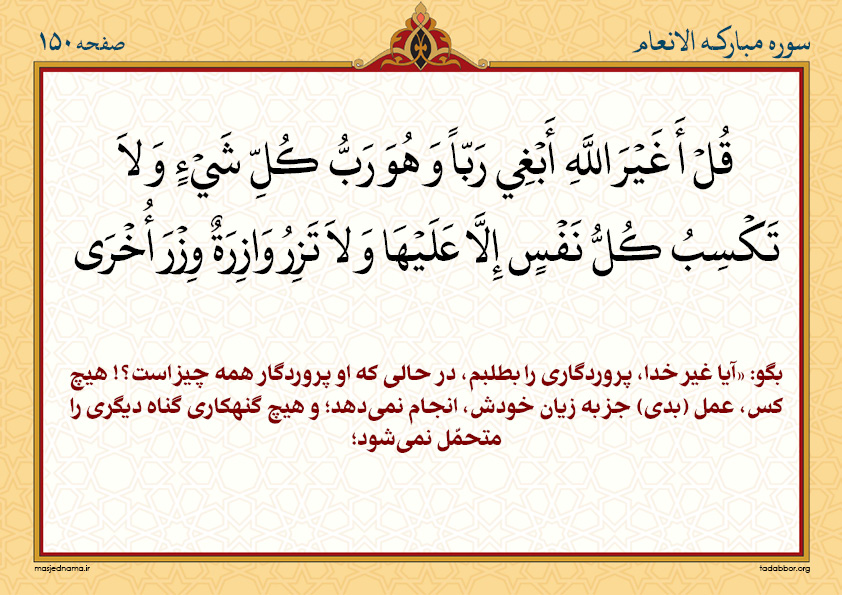 سوره مبارکه الانعام
صفحه ۱۵۰
قُلْ أَغَيْرَ اللَّهِ أَبْغِي رَبّاً وَهُوَ رَبُّ كُلِّ شَيْءٍ وَلاَ
تَكْسِبُ كُلُّ نَفْسٍ إِلَّا عَلَيْهَا وَلاَ تَزِرُ وَازِرَةٌ وِزْرَ أُخْرَى
بگو: «آیا غیر خدا، پروردگاری را بطلبم، در حالی که او پروردگار همه چیز است؟! هیچ
کس، عمل (بدی) جز به زیان خودش، انجام نمی‌دهد؛ و هیچ گنهکاری گناه دیگری را
متحمّل نمی‌شود؛
masjednama.ir
tadabbor.org